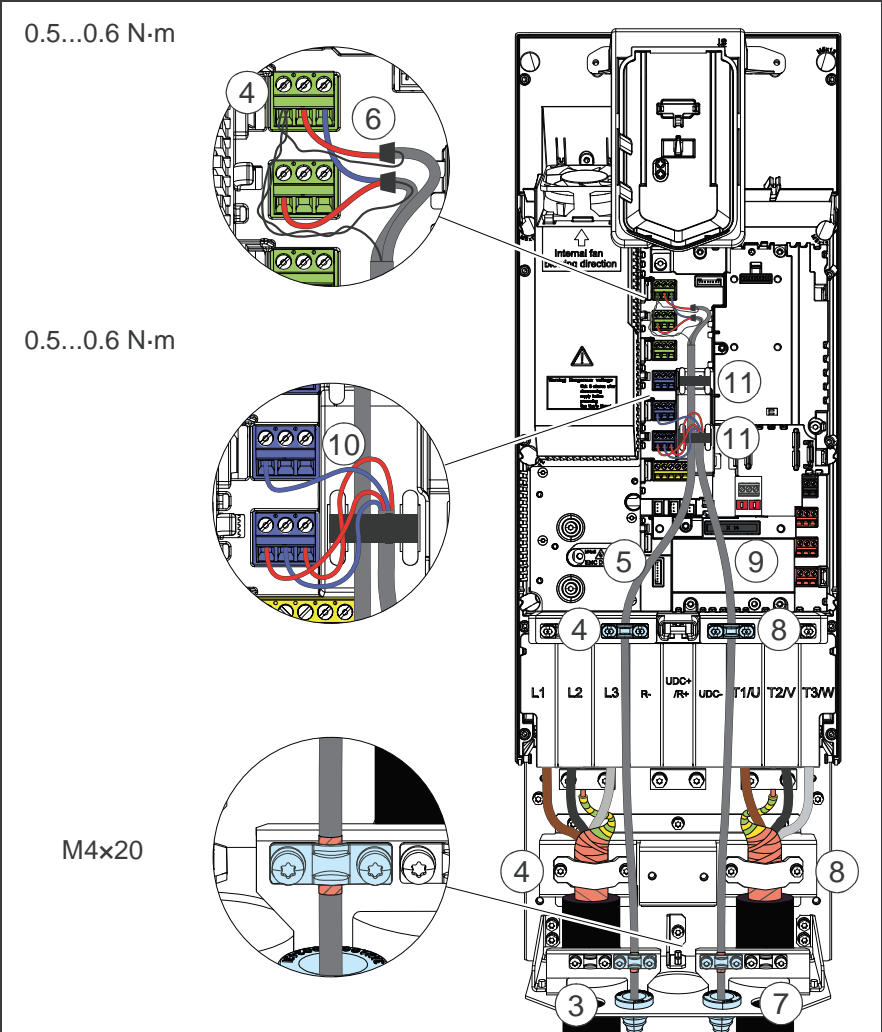 0.5...0.6 N·m
4
6
Internal fan
blowing direction
0.5...0.6 N·m
11
10
11
5
9
4
8
L1
L2
L3
R-
UDC+
/R+
UDC-
T1/U
T2/V
T3/W
M4×20
4
8
3
7